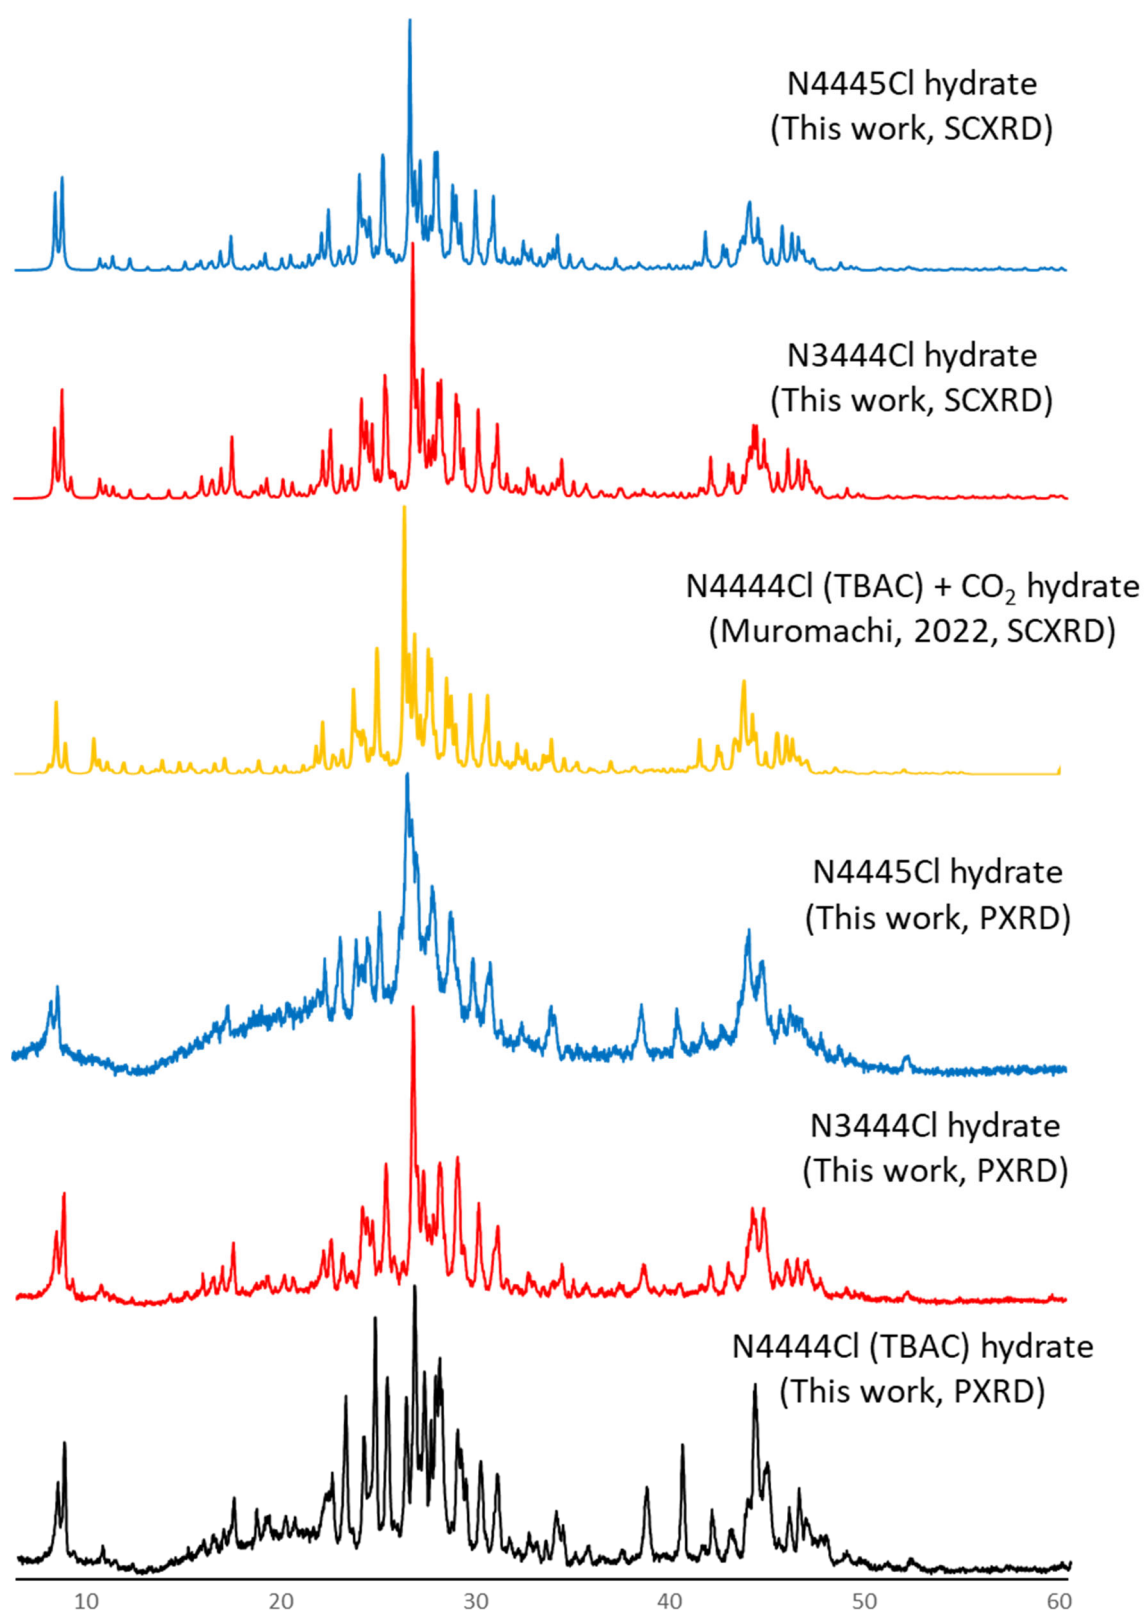 N4445Cl hydrate
(This work, SCXRD)
N3444Cl hydrate
(This work, SCXRD)
N4444Cl (TBAC) + CO₂ hydrate
(Muromachi, 2022, SCXRD)
N4445Cl hydrate
(This work, PXRD)
N3444Cl hydrate
(This work, PXRD)
N4444Cl (TBAC) hydrate
(This work, PXRD)
10 20 30 40 50 60